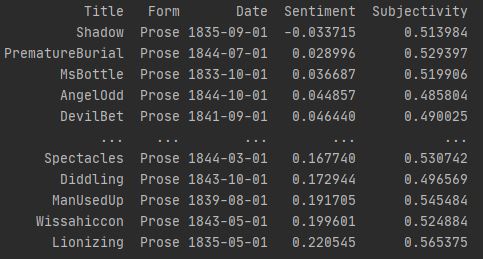 Title Form Date Sentiment Subjectivity
Shadow Prose 1835-09-01 -0.033715 0.513984
PrematureBurial Prose 1844-07-01 0.028996 0.529397
MsBottle Prose 1833-10-01 0.036687 0.519906
AngelOdd Prose 1844-10-01 0.044857 0.485804
DevilBet Prose 1841-09-01 0.046440 0.490025
... ... ... ... ...
Spectacles Prose 1844-03-01 0.167740 0.530742
Diddling Prose 1843-10-01 0.172944 0.496569
ManUsedUp Prose 1839-08-01 0.191705 0.545484
Wissahiccon Prose 1843-05-01 0.199601 0.524884
Lionizing Prose 1835-05-01 0.220545 0.565375